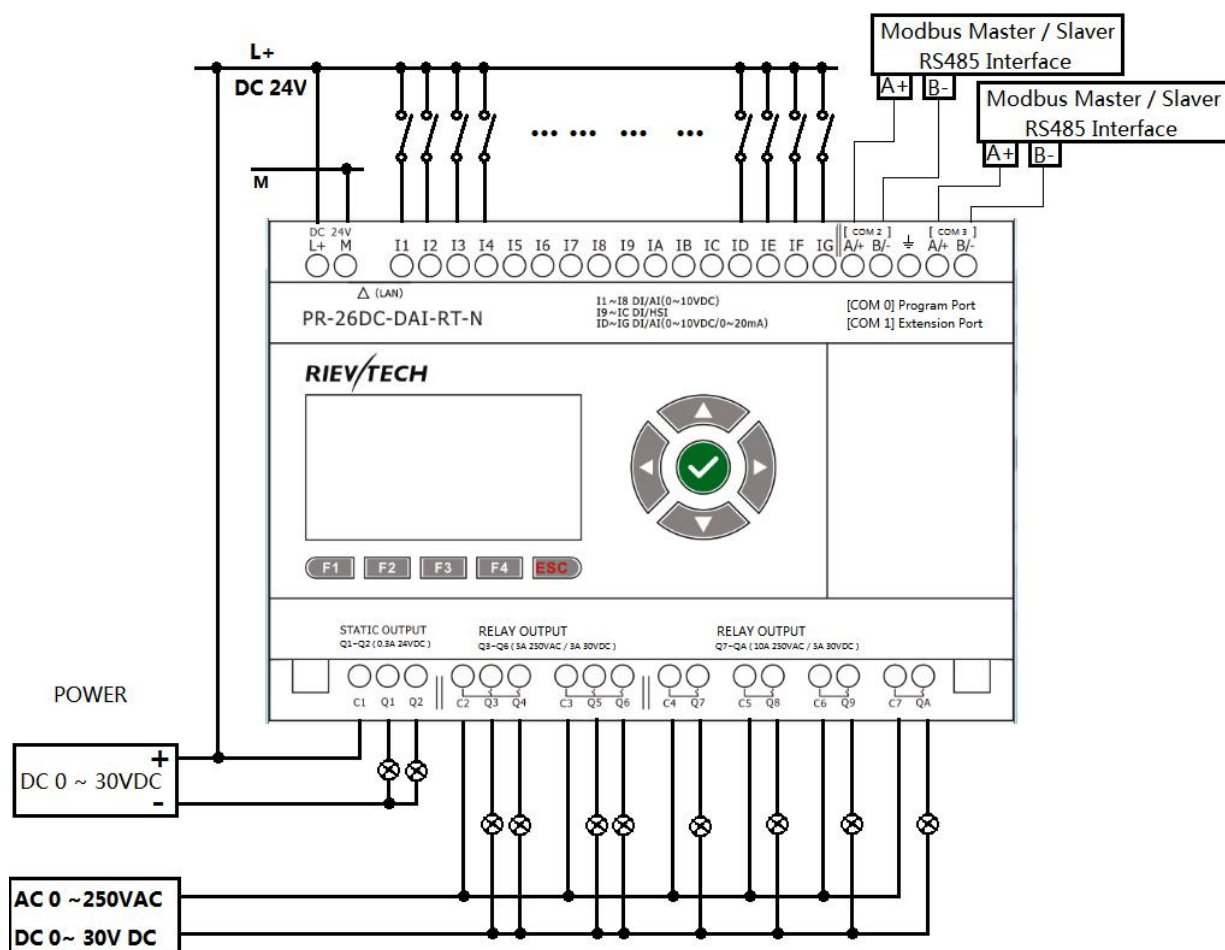 L+
DC 24V
M
Modbus Master / Slaver
RS485 Interface
A+ B-
Modbus Master / Slaver
RS485 Interface
A+ B-
DC 24V
L+ M I1 I2 I3 I4 I5 I6 I7 I8 I9 IA IB IC ID IE IF IG
[ COM 2 ] [ COM 3 ]
A/+ B/- A/+ B/-
(LAN)
PR-26DC-DAI-RT-N
I1~I8 DI/AI(0~10VDC)
I9~IC DI/HSI
ID~IG DI/AI(0~10VDC/0~20mA)
[COM 0] Program Port
[COM 1] Extension Port
RIEVTECH
F1 F2 F3 F4 ESC
STATIC OUTPUT
Q1~Q2 ( 0.3A 24VDC )
RELAY OUTPUT
Q3~Q6 ( 5A 250VAC / 3A 30VDC )
RELAY OUTPUT
Q7~QA ( 10A 250VAC / 5A 30VDC )
C1 Q1 Q2 C2 Q3 Q4 C3 Q5 Q6 C4 Q7 C5 Q8 C6 Q9 C7 QA
POWER
+
DC 0 ~ 30VDC
-
AC 0 ~250VAC
DC 0~ 30V DC